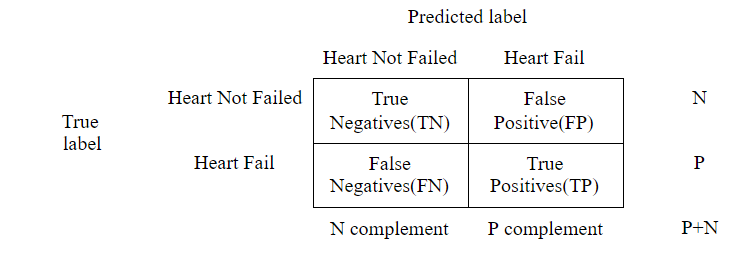 Predicted label
Heart Not Failed Heart Fail
Heart Not Failed
True
Negatives(TN)
False
Positive(FP)
N
True
label
Heart Fail
False
Negatives(FN)
True
Positives(TP)
P
N complement P complement P+N